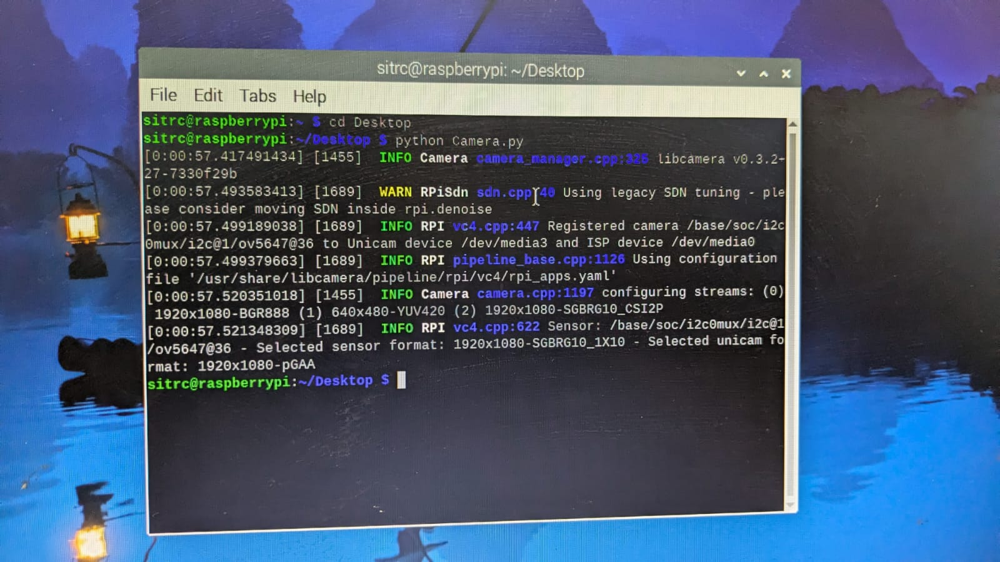 sitrc@raspberrypi: ~/Desktop
File Edit Tabs Help
sitrc@raspberrypi:~ $ cd Desktop
sitrc@raspberrypi:~/Desktop $ python Camera.py
[0:00:57.417491434] [1455]  INFO Camera camera_manager.cpp:325 libcamera v0.3.2+
27-7330f29b
[0:00:57.493583413] [1689]  WARN RPiSdn sdn.cpp:40 Using legacy SDN tuning - ple
ase consider moving SDN inside rpi.denoise
[0:00:57.499189038] [1689]  INFO RPI vc4.cpp:447 Registered camera /base/soc/i2c
0mux/i2c@1/ov5647@36 to Unicam device /dev/media3 and ISP device /dev/media0
[0:00:57.499379663] [1689]  INFO RPI pipeline_base.cpp:1126 Using configuration
file '/usr/share/libcamera/pipeline/rpi/vc4/rpi_apps.yaml'
[0:00:57.520351018] [1455]  INFO Camera camera.cpp:1197 configuring streams: (0)
 1920x1080-BGR888 (1) 640x480-YUV420 (2) 1920x1080-SGBRG10_CSI2P
[0:00:57.521348309] [1689]  INFO RPI vc4.cpp:622 Sensor: /base/soc/i2c0mux/i2c@1
/ov5647@36 - Selected sensor format: 1920x1080-SGBRG10_1X10 - Selected unicam fo
rmat: 1920x1080-pGAA
sitrc@raspberrypi:~/Desktop $